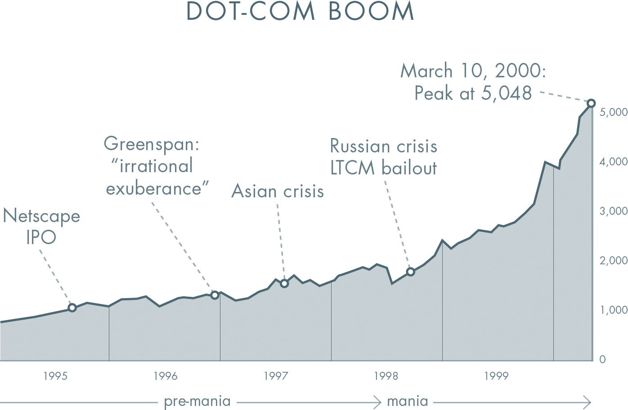 DOT-COM BOOM
March 10, 2000:
Peak at 5,048
Greenspan:
“irrational
exuberance”
Russian crisis
LTCM bailout
Asian crisis
Netscape
IPO
5,000
4,000
3,000
2,000
1,000
0
1995 1996 1997 1998 1999
pre-mania mania